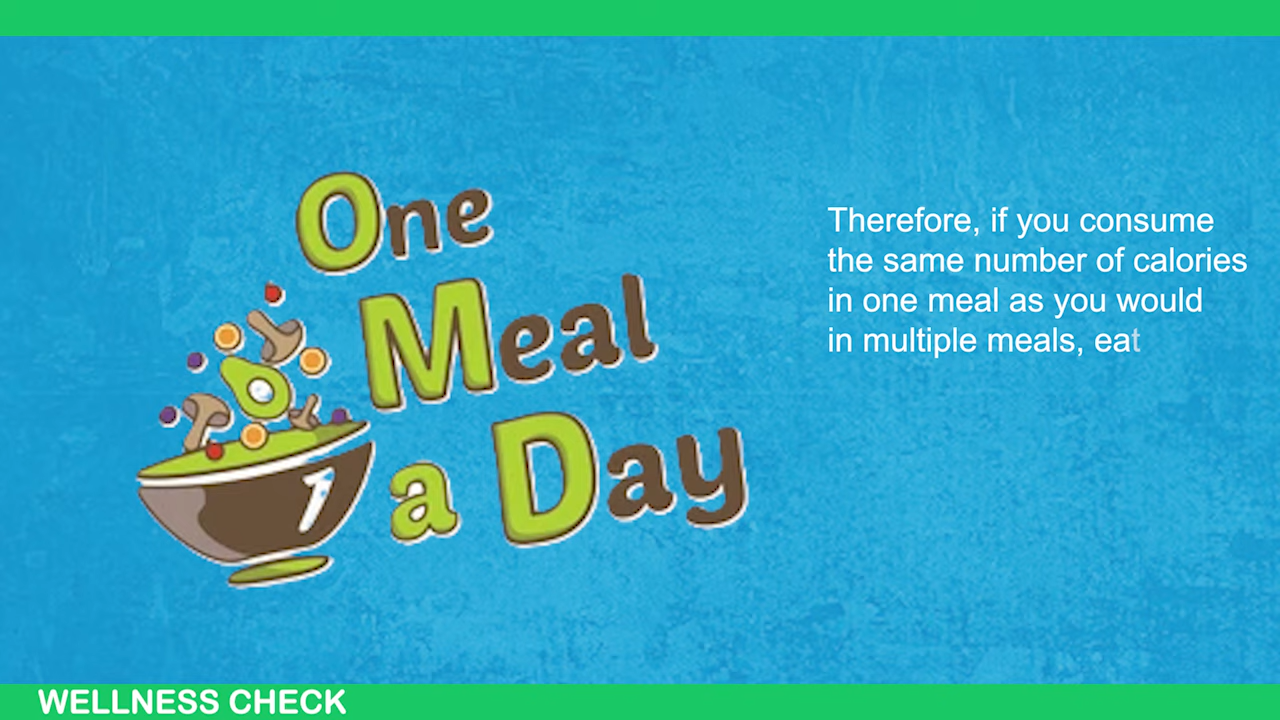 One
Meal
a Day
1
Therefore, if you consume
the same number of calories
in one meal as you would
in multiple meals, eat
WELLNESS CHECK